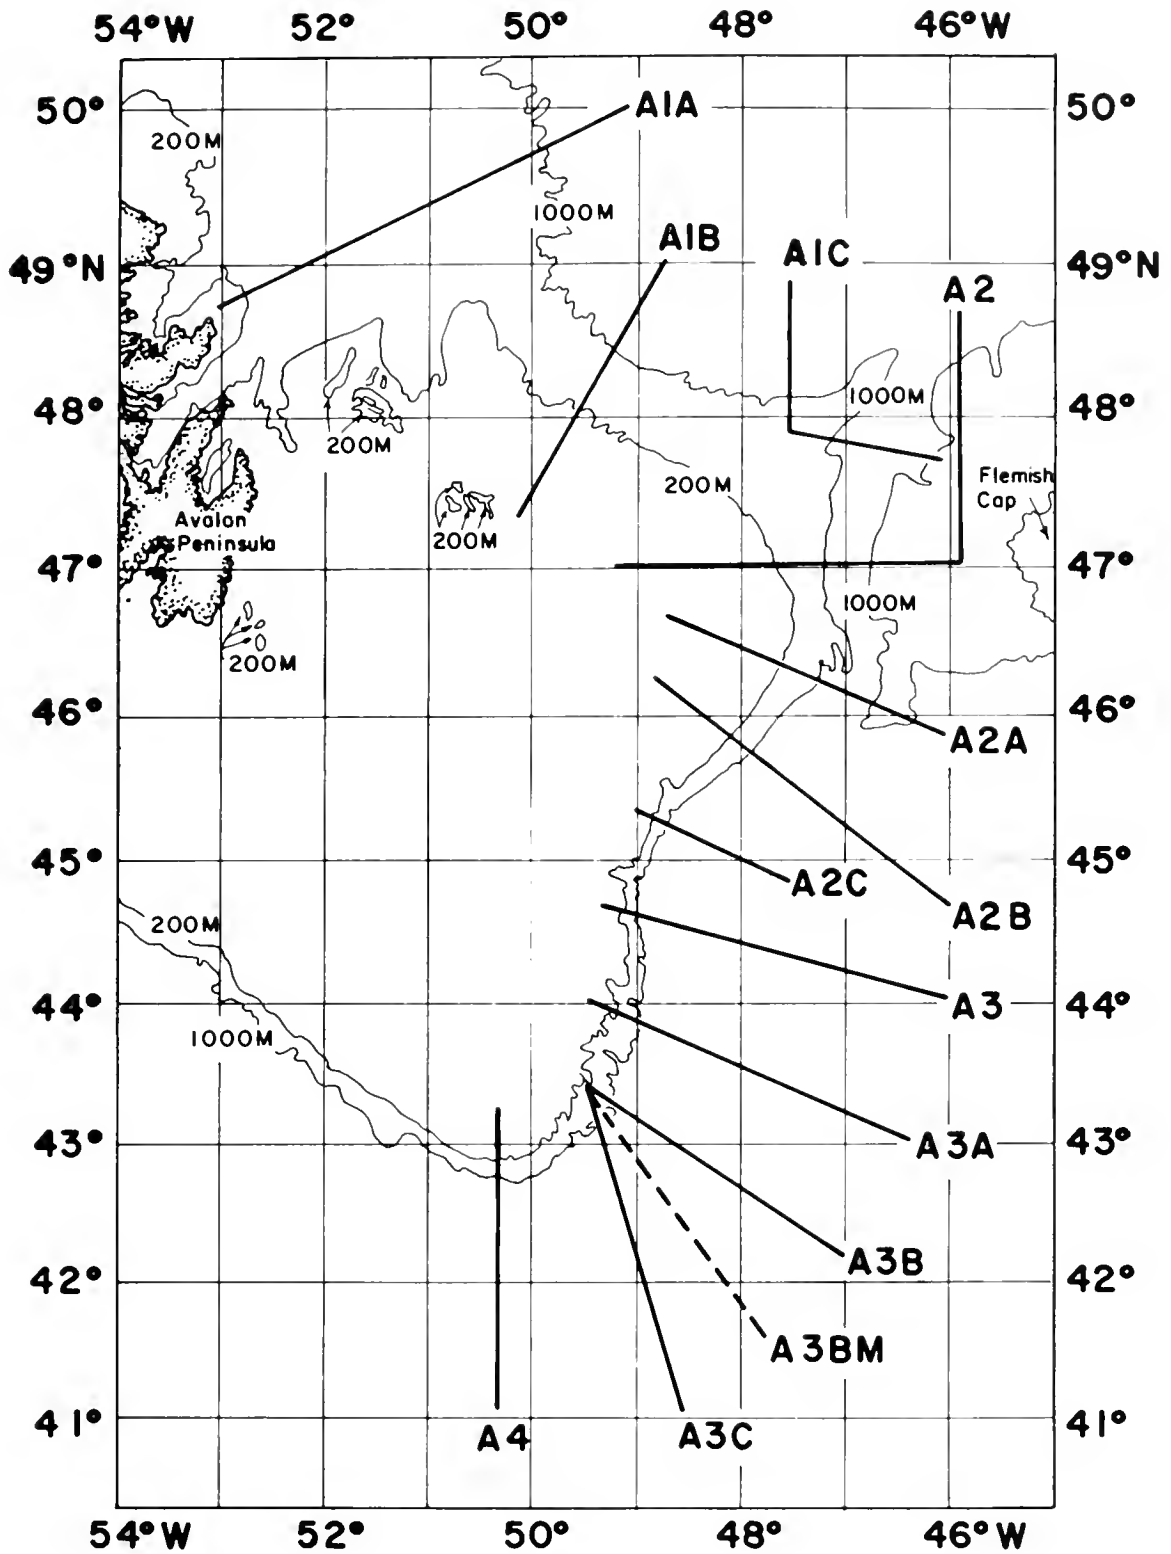 54°W 52° 50° 48° 46°W
50° A1A 50°
200M
1000M
A1B
A1C
49°N 49°N
A2
1000M
48° 48°
200M
200M
Flemish
Cap
Avalon
Peninsula
200M
47° 47°
1000M
200M
46° 46°
A2A
45° 45°
A2C
A2B
200M
44° A3 44°
1000M
43° A3A 43°
A3B
42° 42°
A3BM
41° 41°
A4 A3C
54°W 52° 50° 48° 46°W